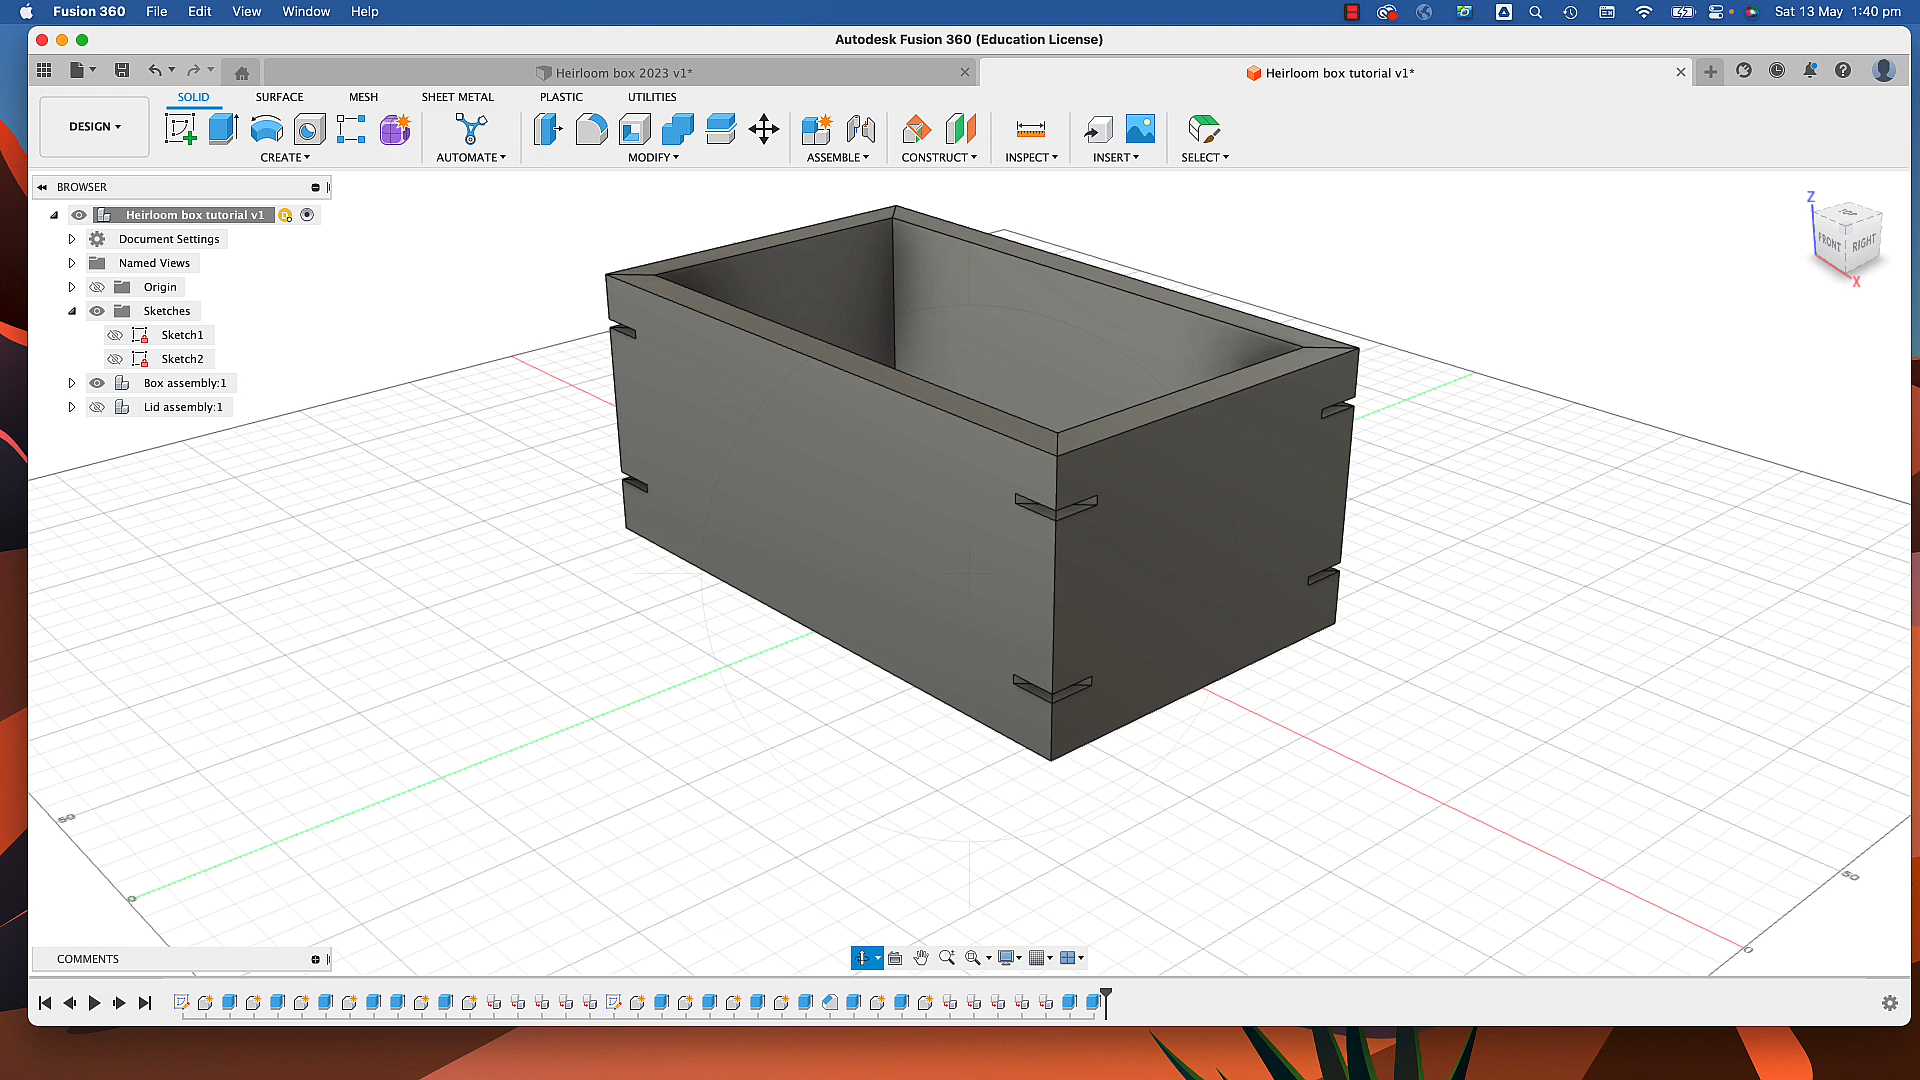 Fusion 360 File Edit View Window Help Sat 13 May 1:40 pm
Autodesk Fusion 360 (Education License)
Heirloom box 2023 v1* Heirloom box tutorial v1*
SOLID SURFACE MESH SHEET METAL PLASTIC UTILITIES
DESIGN
CREATE AUTOMATE MODIFY ASSEMBLE CONSTRUCT INSPECT INSERT SELECT
BROWSER
Heirloom box tutorial v1
Document Settings
Named Views
Origin
Sketches
Sketch1
Sketch2
Box assembly:1
Lid assembly:1
Z
FRONT RIGHT
X
50
50
0
0
COMMENTS